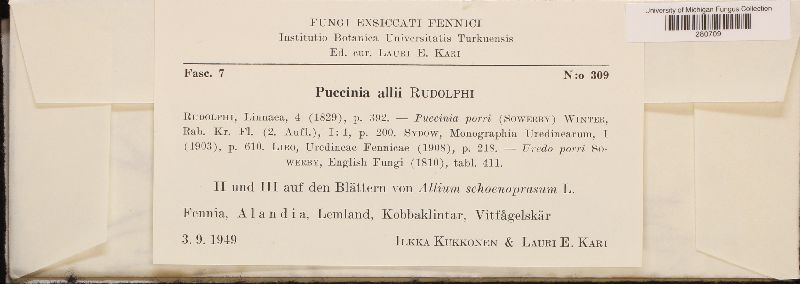 University of Michigan Fungus Collection
280709
FUNGI EXSICCATI FENNICI
Instituto Botanica Universitatis Turkuensis
Ed. cur. LAURI E. KARI
Fasc. 7 N:o 309
Puccinia allii RUDOLPHI
RUDOLPHI, Linnaea, 4 (1829), p. 392. — Puccinia porri (SOWERBY) WINTER,
Rab. Kr. Fl. (2. Aufl.), I: 1, p. 200. SYDOW, Monographia Uredinearum, I
(1903), p. 610. LIRO, Uredineae Fennicae (1908), p. 218. — Uredo porri SO-
WERBY, English Fungi (1810), tabl. 411.
II und III auf den Blättern von Allium schoenoprasum L.
Fennia, Alandia, Lemland, Kobbaklintar, Vitfågelskär
3. 9. 1949 ILKKA KUKKONEN & LAURI E. KARI